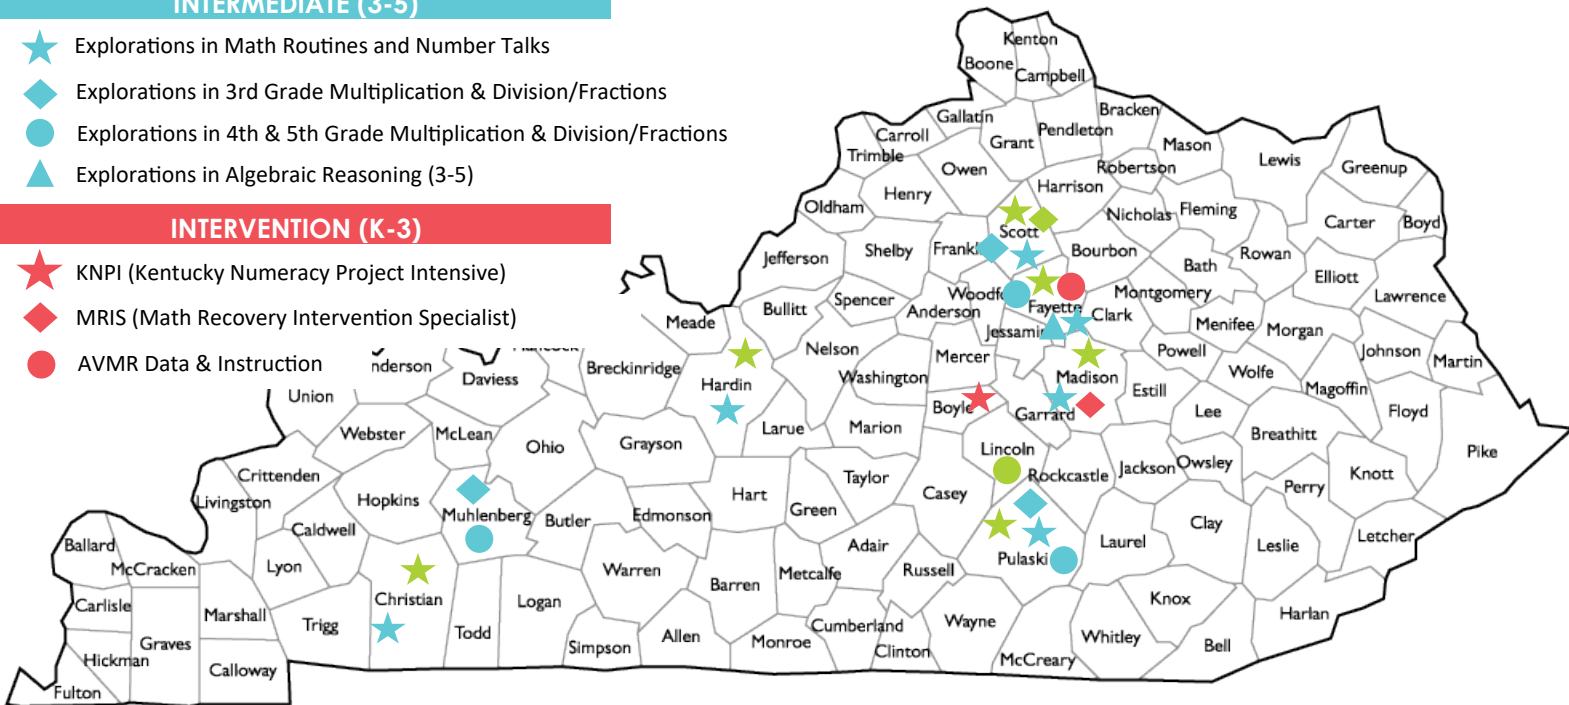 INTERMEDIATE (3-5)
Explorations in Math Routines and Number Talks
Explorations in 3rd Grade Multiplication & Division/Fractions
Explorations in 4th & 5th Grade Multiplication & Division/Fractions
Explorations in Algebraic Reasoning (3-5)
INTERVENTION (K-3)
KNPI (Kentucky Numeracy Project Intensive)
MRIS (Math Recovery Intervention Specialist)
AVMR Data & Instruction
Kenton
Boone
Campbell
Gallatin
Bracken
Carroll
Grant
Pendleton
Mason
Trimble
Owen
Robertson
Lewis
Greenup
Henry
Harrison
Oldham
Nicholas
Fleming
Carter
Boyd
Scott
Jefferson
Shelby
Frankl
Bourbon
Bath
Rowan
Elliott
Lawrence
Woodfo
Montgomery
Meade
Bullitt
Spencer
Anderson
Fayette
Clark
Menifee
Morgan
Jessamin
Nelson
Mercer
Powell
Johnson
Martin
nderson
Daviess
Breckinridge
Hardin
Washington
Madison
Estill
Wolfe
Magoffin
Union
Boyle
Garrard
Lee
Floyd
Webster
McLean
Ohio
Grayson
Larue
Marion
Breathitt
Pike
Crittenden
Lincoln
Rockcastle
Jackson
Owsley
Knott
Livingston
Hopkins
Hart
Taylor
Casey
Perry
Caldwell
Muhlenberg
Butler
Edmonson
Green
Clay
Letcher
Ballard
McCracken
Lyon
Adair
Pulaski
Laurel
Leslie
Warren
Barren
Metcalfe
Russell
Carlisle
Marshall
Christian
Logan
Knox
Harlan
Graves
Trigg
Todd
Simpson
Allen
Monroe
Cumberland
Wayne
Whitley
Bell
Hickman
Calloway
Clinton
McCreary
Fulton